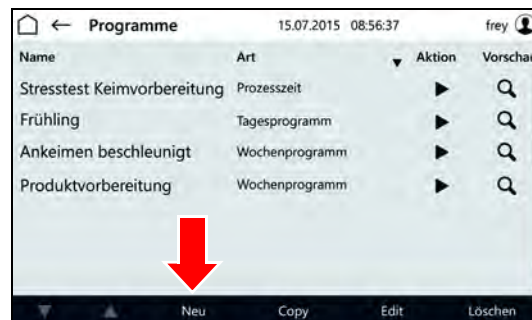 Programme 15.07.2015 08:56:37 frey
Name Art Aktion Vorschau
Stresstest Keimvorbereitung Prozesszeit
Frühling Tagesprogramm
Ankeimen beschleunigt Wochenprogramm
Produktvorbereitung Wochenprogramm
Neu Copy Edit Löschen